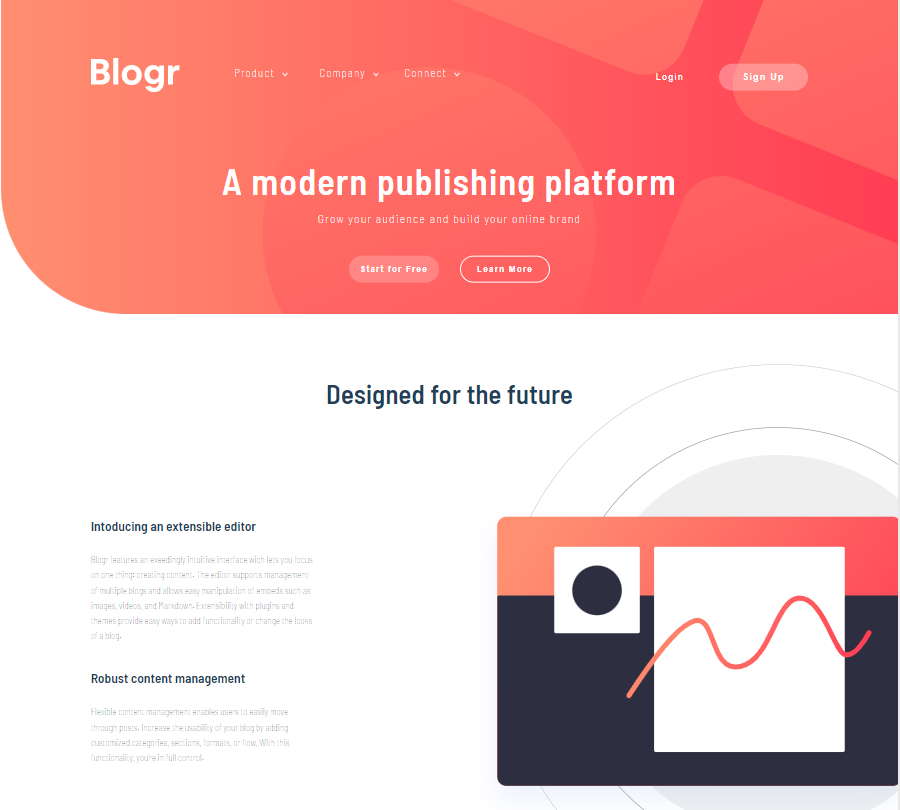 Blogr
Product
Company
Connect
Login
Sign Up
A modern publishing platform
Grow your audience and build your online brand
Start for Free
Learn More
Designed for the future
Intoducing an extensible editor
Blogr features an exeedingly intuitive interface wich lets you focus
on one thing: creating content. The editor supports management
of multiple blogs and allows easy manipulation of embeds such as
images, videos, and Markdown. Extensibility with plugins and
themes provide easy ways to add functionality or change the looks
of a blog.
Robust content management
Flexible content management enables users to easily move
through posts. Increase the usability of your blog by adding
customized categories, sections, formats, or flow. With this
functionality, you're in full control.